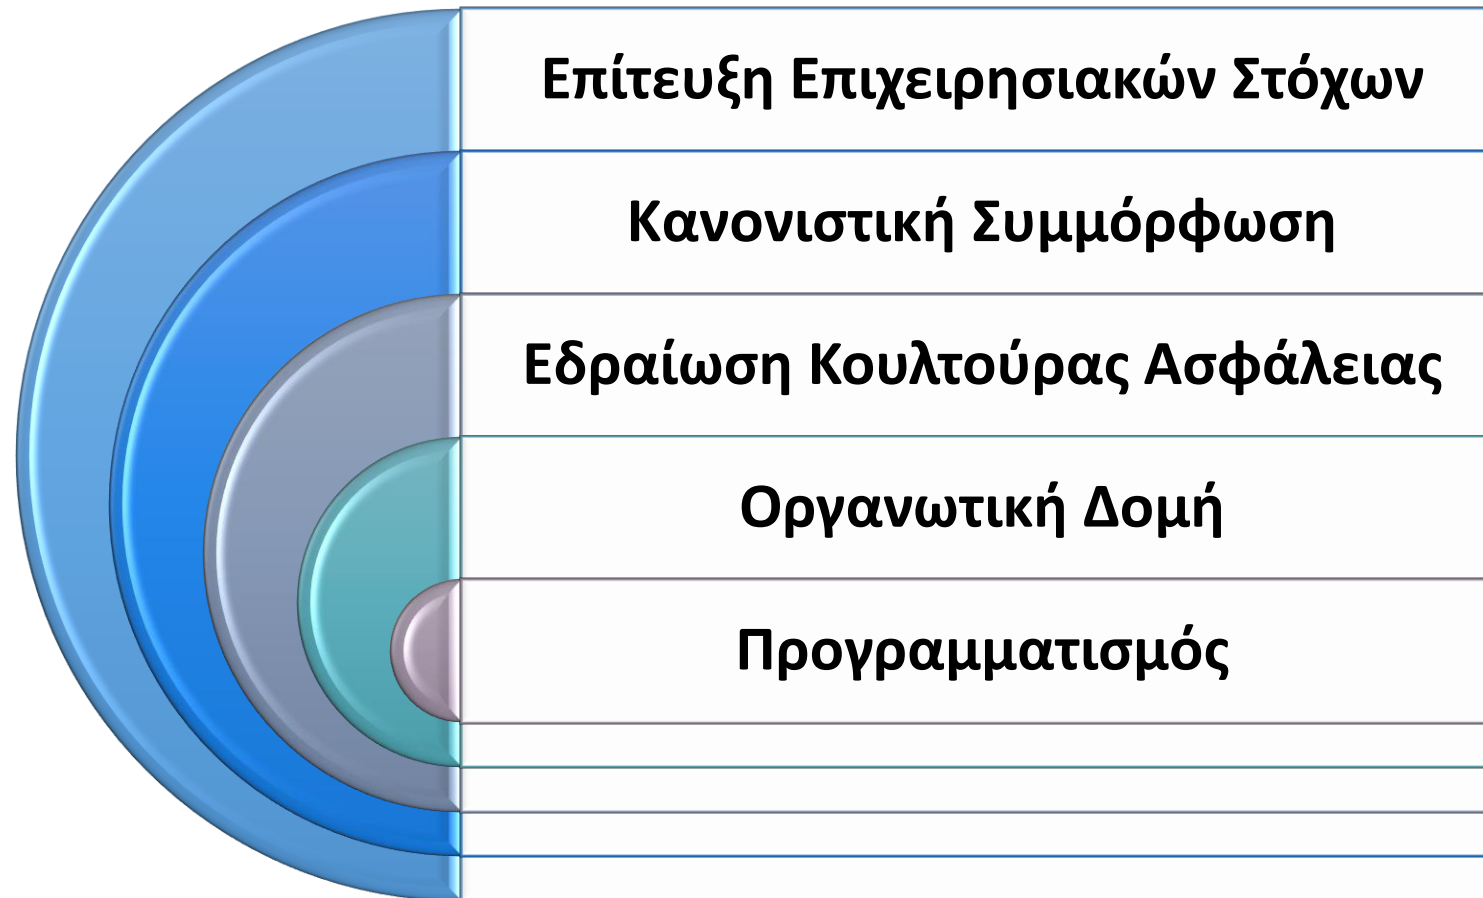 Επίτευξη Επιχειρησιακών Στόχων
Κανονιστική Συμμόρφωση
Εδραίωση Κουλτούρας Ασφάλειας
Οργανωτική Δομή
Προγραμματισμός